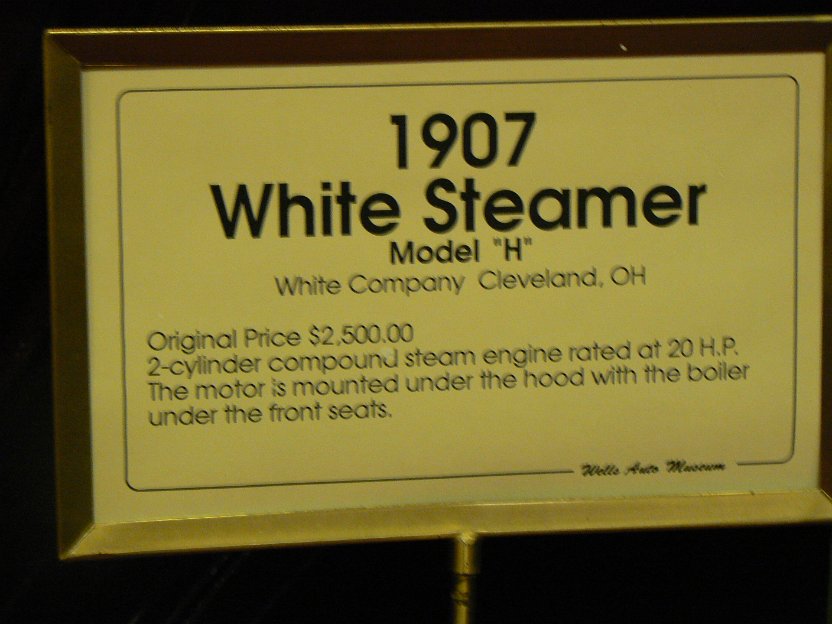 1907
White Steamer
Model "H"
White Company Cleveland, OH
Original Price $2,500.00
2-cylinder compound steam engine rated at 20 H.P.
The motor is mounted under the hood with the boiler
under the front seats.
Wells Auto Museum